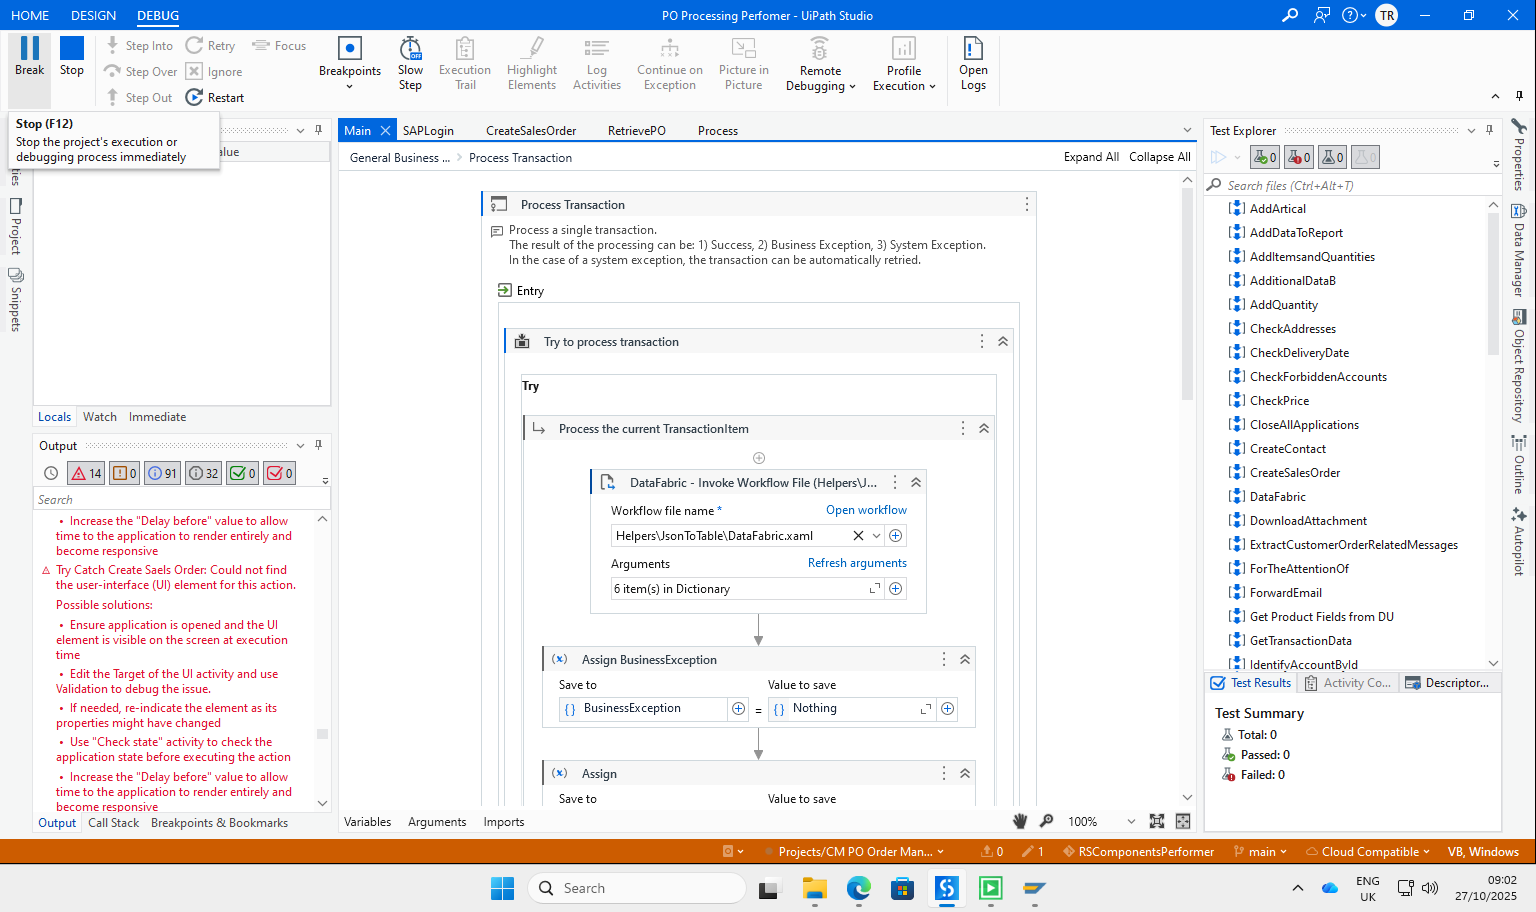 HOME DESIGN DEBUG
PO Processing Perfomer - UiPath Studio
TR
Break
Stop
Step Into
Retry
Focus
Step Over
Ignore
Step Out
Restart
Breakpoints
Slow
Step
Execution
Trail
Highlight
Elements
Log
Activities
Continue on
Exception
Picture in
Picture
Remote
Debugging
Profile
Execution
Open
Logs
Stop (F12)
Stop the project's execution or
debugging process immediately
alue
Project
Snippets
Main
SAPLogin
CreateSalesOrder
RetrievePO
Process
General Business ... > Process Transaction
Expand All Collapse All
Process Transaction
Process a single transaction.
The result of the processing can be: 1) Success, 2) Business Exception, 3) System Exception.
In the case of a system exception, the transaction can be automatically retried.
Entry
Try to process transaction
Try
Process the current TransactionItem
DataFabric - Invoke Workflow File (Helpers\J...
Workflow file name *
Open workflow
Helpers\JsonToTable\DataFabric.xaml
Arguments
Refresh arguments
6 item(s) in Dictionary
Assign BusinessException
Save to
Value to save
BusinessException
=
Nothing
Assign
Save to
Value to save
Variables Arguments Imports
100%
Locals Watch Immediate
Output
14
0
91
32
0
0
Search
• Increase the "Delay before" value to allow
time to the application to render entirely and
become responsive
Try Catch Create Saels Order: Could not find
the user-interface (UI) element for this action.
Possible solutions:
• Ensure application is opened and the UI
element is visible on the screen at execution
time
• Edit the Target of the UI activity and use
Validation to debug the issue.
• If needed, re-indicate the element as its
properties might have changed
• Use "Check state" activity to check the
application state before executing the action
• Increase the "Delay before" value to allow
time to the application to render entirely and
become responsive
Output Call Stack Breakpoints & Bookmarks
Test Explorer
0
0
0
0
Search files (Ctrl+Alt+T)
AddArtical
AddDataToReport
AddItemsandQuantities
AdditionalDataB
AddQuantity
CheckAddresses
CheckDeliveryDate
CheckForbiddenAccounts
CheckPrice
CloseAllApplications
CreateContact
CreateSalesOrder
DataFabric
DownloadAttachment
ExtractCustomerOrderRelatedMessages
ForTheAttentionOf
ForwardEmail
Get Product Fields from DU
GetTransactionData
IdentifyAccountById
Test Results
Activity Co...
Descriptor...
Test Summary
Total: 0
Passed: 0
Failed: 0
Properties
Data Manager
Object Repository
Outline
Autopilot
Projects/CM PO Order Man...
0
1
RSComponentsPerformer
main
Cloud Compatible
VB, Windows
Search
ENG
UK
09:02
27/10/2025